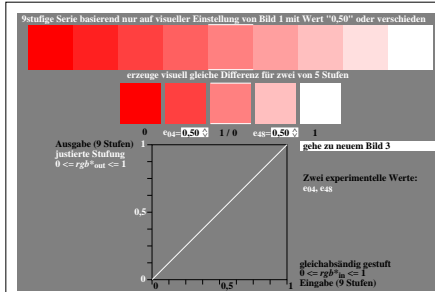 9stufige Serie basierend nur auf visueller Einstellung von Bild 1 mit Wert "0,50" oder verschieden
erzeuge visuell gleiche Differenz für zwei von 5 Stufen
0 e04=0,50 1 / 0 e48=0,50 1
Ausgabe (9 Stufen)
justierte Stufung
0 <= rgb*out <= 1
gehe zu neuem Bild 3
Zwei experimentelle Werte:
e04, e48
1
0,5
0
0 0,5 1
gleichabsändig gestuft
0 <= rgb*in <= 1
Eingabe (9 Stufen)